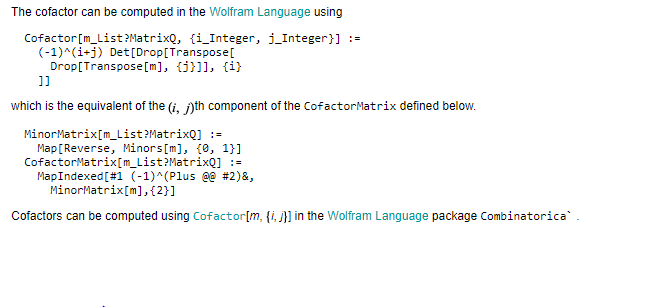 The cofactor can be computed in the Wolfram Language using
Cofactor[m_List?MatrixQ, {i_Integer, j_Integer}] :=
(-1)^(i+j) Det[Drop[Transpose[
Drop[Transpose[m], {j}]], {i}
]]
which is the equivalent of the (i, j)th component of the CofactorMatrix defined below.
MinorMatrix[m_List?MatrixQ] :=
Map[Reverse, Minors[m], {0, 1}]
CofactorMatrix[m_List?MatrixQ] :=
MapIndexed[#1 (-1)^(Plus @@ #2)&,
MinorMatrix[m],{2}]
Cofactors can be computed using Cofactor[m, {i, j}] in the Wolfram Language package Combinatorica` .